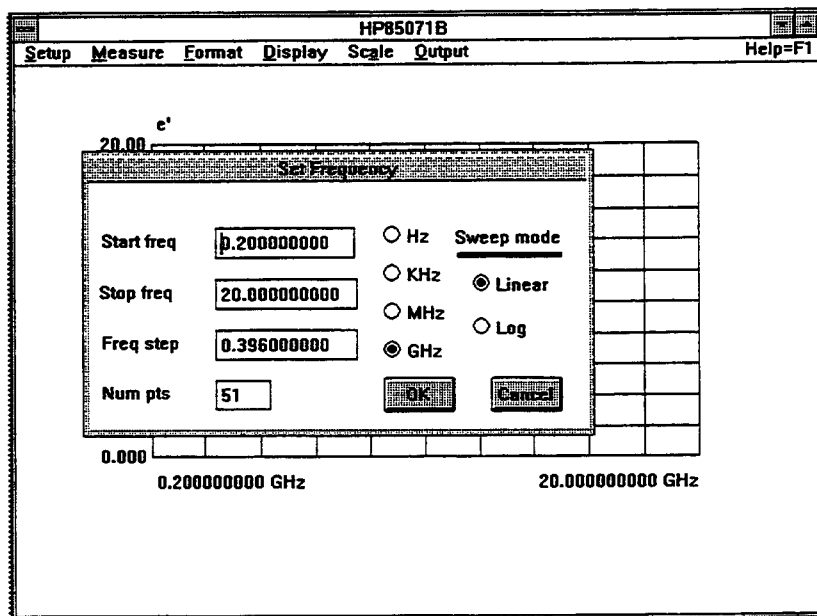 HP85071B
Setup Measure Format Display Scale Output Help=F1
e'
20.00
Set Frequency
Start freq 0.200000000 Hz Sweep mode
KHz Linear
Stop freq 20.000000000
MHz Log
Freq step 0.396000000 GHz
Num pts 51 OK Cancel
0.000
0.200000000 GHz 20.000000000 GHz